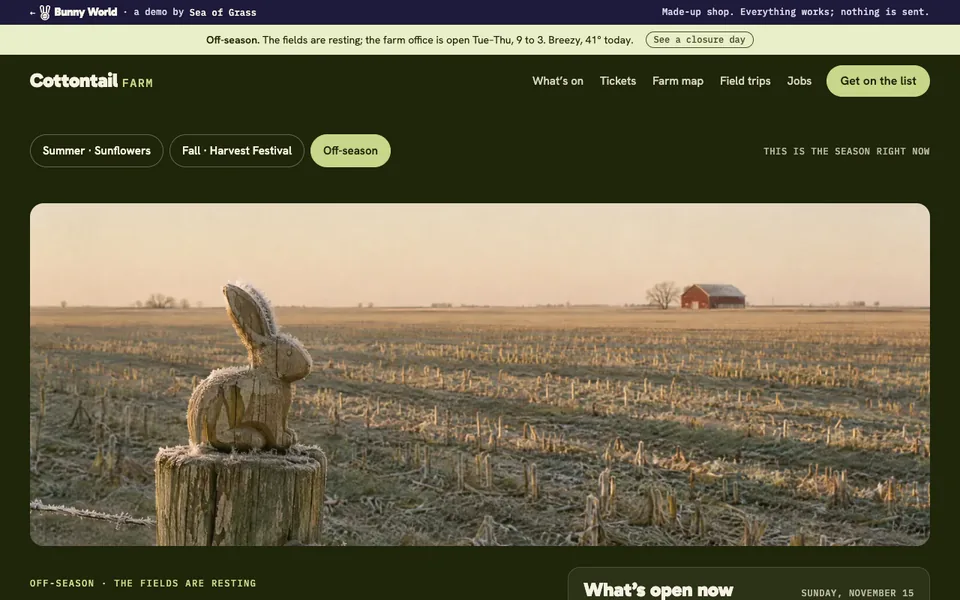 ← Bunny World · a demo by Sea of Grass
Made-up shop. Everything works; nothing is sent.
Off-season. The fields are resting; the farm office is open Tue–Thu, 9 to 3. Breezy, 41° today.
See a closure day
Cottontail FARM
What's on
Tickets
Farm map
Field trips
Jobs
Get on the list
Summer · Sunflowers
Fall · Harvest Festival
Off-season
THIS IS THE SEASON RIGHT NOW
OFF-SEASON · THE FIELDS ARE RESTING
What's open now
SUNDAY, NOVEMBER 15